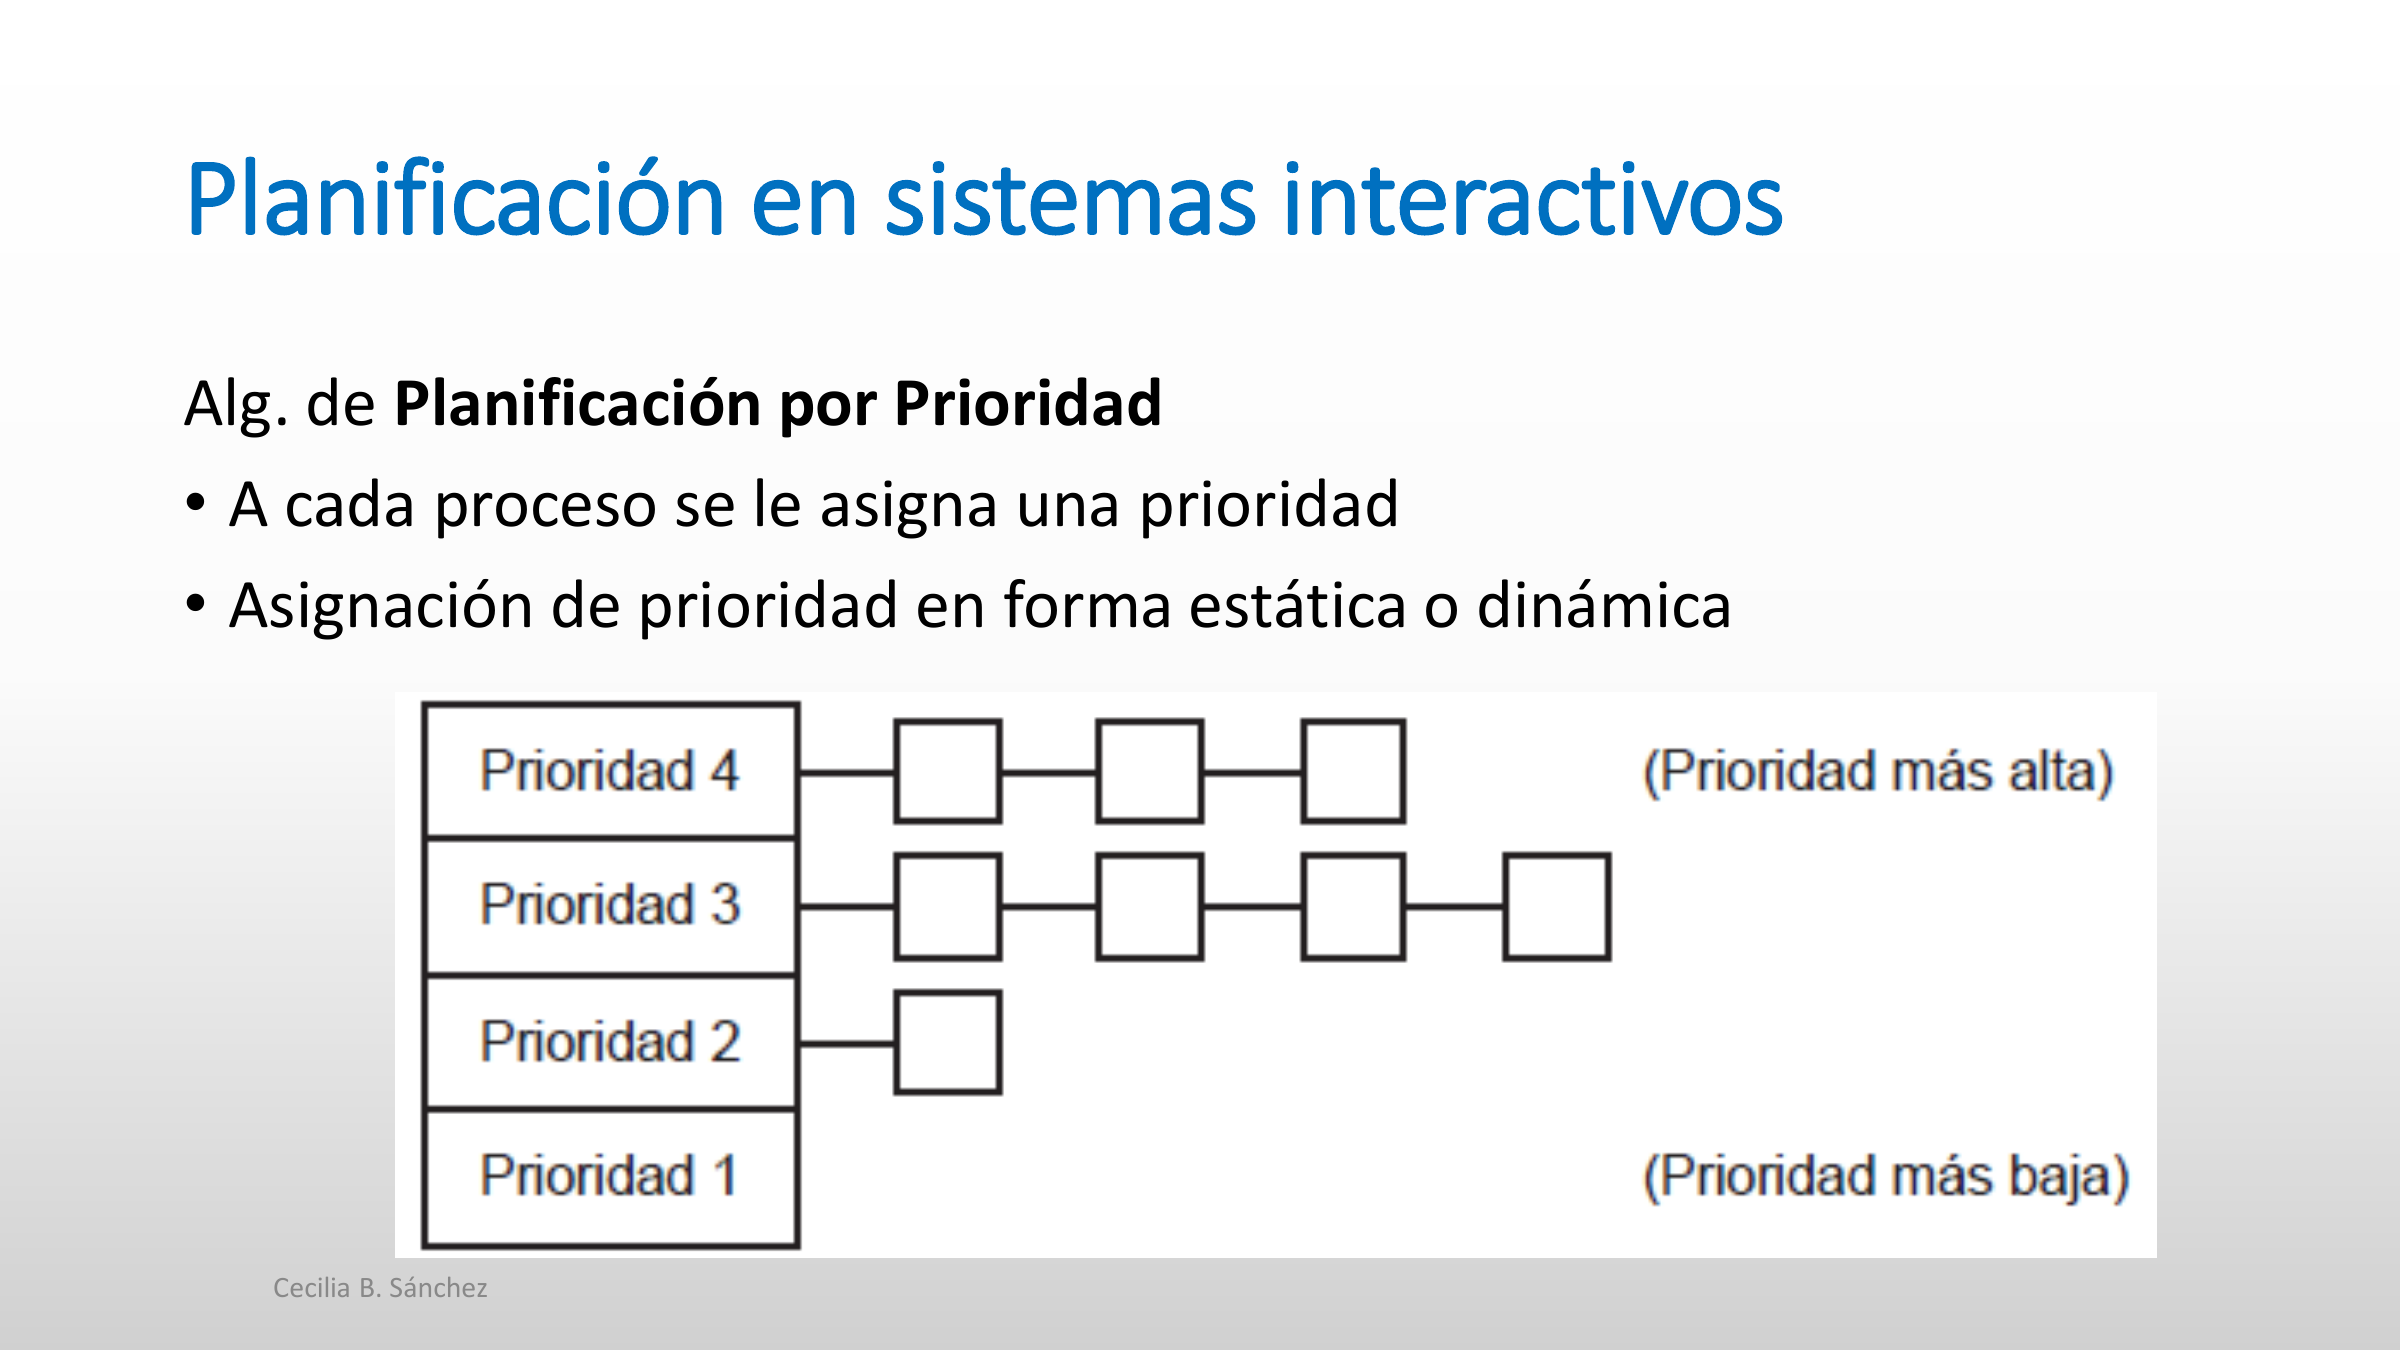 Planificación en sistemas interactivos
Alg. de Planificación por Prioridad
• A cada proceso se le asigna una prioridad
• Asignación de prioridad en forma estática o dinámica
Prioridad 4 (Prioridad más alta)
Prioridad 3
Prioridad 2
Prioridad 1 (Prioridad más baja)
Cecilia B. Sánchez